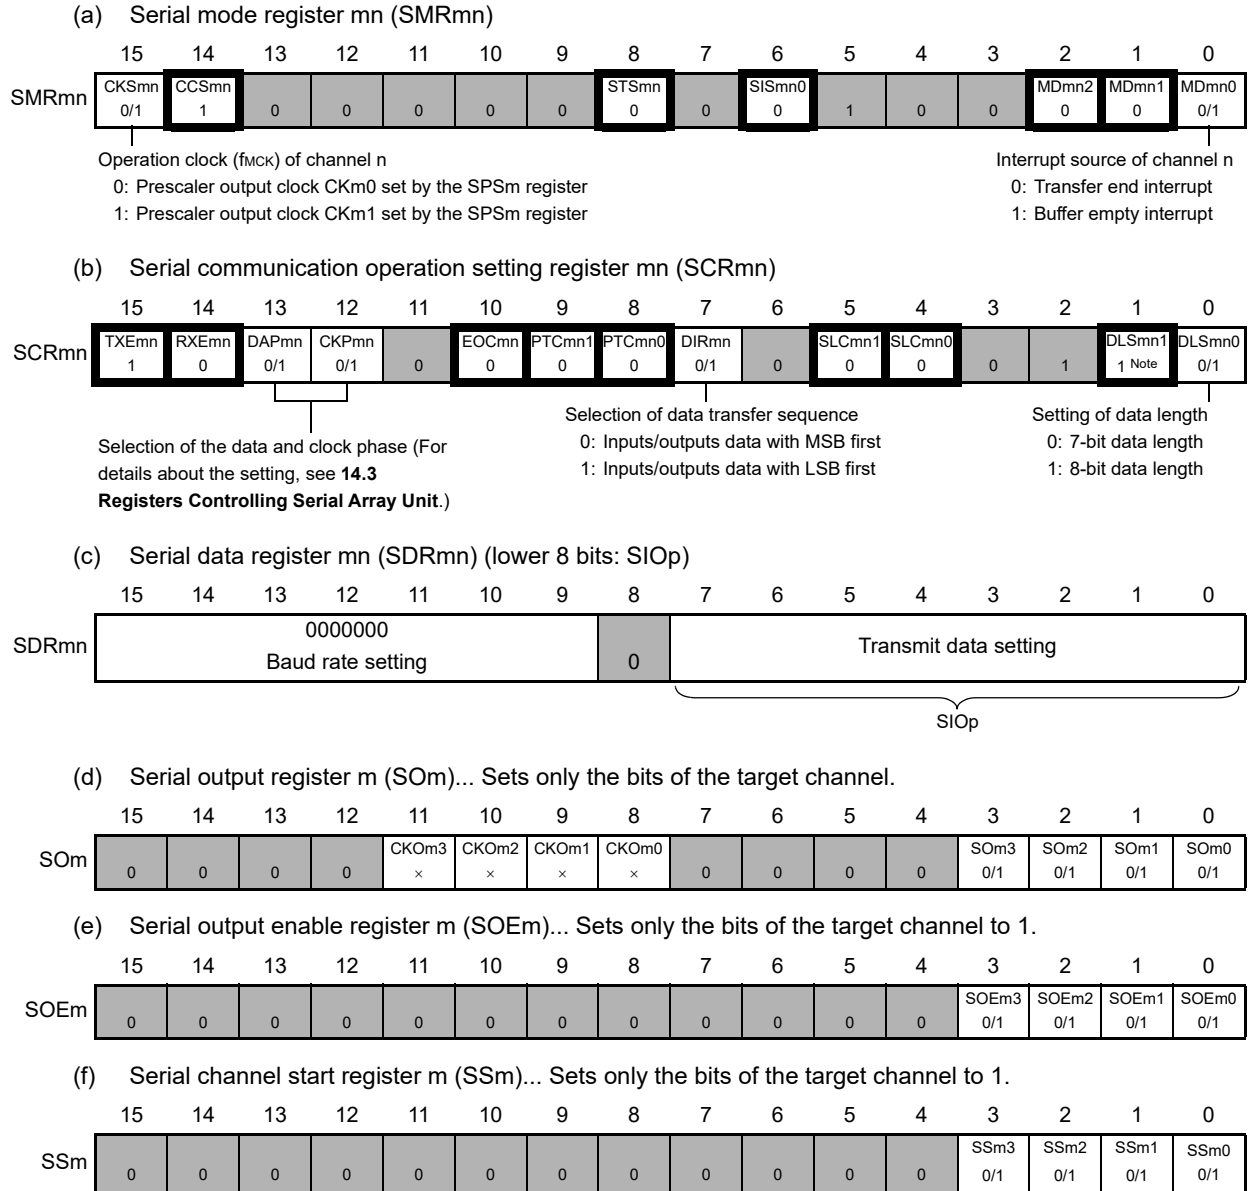 (a) Serial mode register mn (SMRmn)
15 14 13 12 11 10 9 8 7 6 5 4 3 2 1 0
SMRmn CKSmn CCSmn STSmn SISmn0 MDmn2 MDmn1 MDmn0
0/1 1 0 0 0 0 0 0 0 0 1 0 0 0 0 0/1
Operation clock (fMCK) of channel n
0: Prescaler output clock CKm0 set by the SPSm register
1: Prescaler output clock CKm1 set by the SPSm register
Interrupt source of channel n
0: Transfer end interrupt
1: Buffer empty interrupt
(b) Serial communication operation setting register mn (SCRmn)
15 14 13 12 11 10 9 8 7 6 5 4 3 2 1 0
SCRmn TXEmn RXEmn DAPmn CKPmn EOCmn PTCmn1 PTCmn0 DIRmn SLCmn1 SLCmn0 DLSmn1 DLSmn0
1 0 0/1 0/1 0 0 0 0 0/1 0 0 0 0 1 1 Note 0/1
Selection of the data and clock phase (For
details about the setting, see 14.3
Registers Controlling Serial Array Unit.)
Selection of data transfer sequence
0: Inputs/outputs data with MSB first
1: Inputs/outputs data with LSB first
Setting of data length
0: 7-bit data length
1: 8-bit data length
(c) Serial data register mn (SDRmn) (lower 8 bits: SIOp)
15 14 13 12 11 10 9 8 7 6 5 4 3 2 1 0
SDRmn 0000000
Baud rate setting 0 Transmit data setting
SIOp
(d) Serial output register m (SOm)... Sets only the bits of the target channel.
15 14 13 12 11 10 9 8 7 6 5 4 3 2 1 0
SOm CKOm3 CKOm2 CKOm1 CKOm0 SOm3 SOm2 SOm1 SOm0
0 0 0 0 × × × × 0 0 0 0 0/1 0/1 0/1 0/1
(e) Serial output enable register m (SOEm)... Sets only the bits of the target channel to 1.
15 14 13 12 11 10 9 8 7 6 5 4 3 2 1 0
SOEm SOEm3 SOEm2 SOEm1 SOEm0
0 0 0 0 0 0 0 0 0 0 0 0 0/1 0/1 0/1 0/1
(f) Serial channel start register m (SSm)... Sets only the bits of the target channel to 1.
15 14 13 12 11 10 9 8 7 6 5 4 3 2 1 0
SSm SSm3 SSm2 SSm1 SSm0
0 0 0 0 0 0 0 0 0 0 0 0 0/1 0/1 0/1 0/1